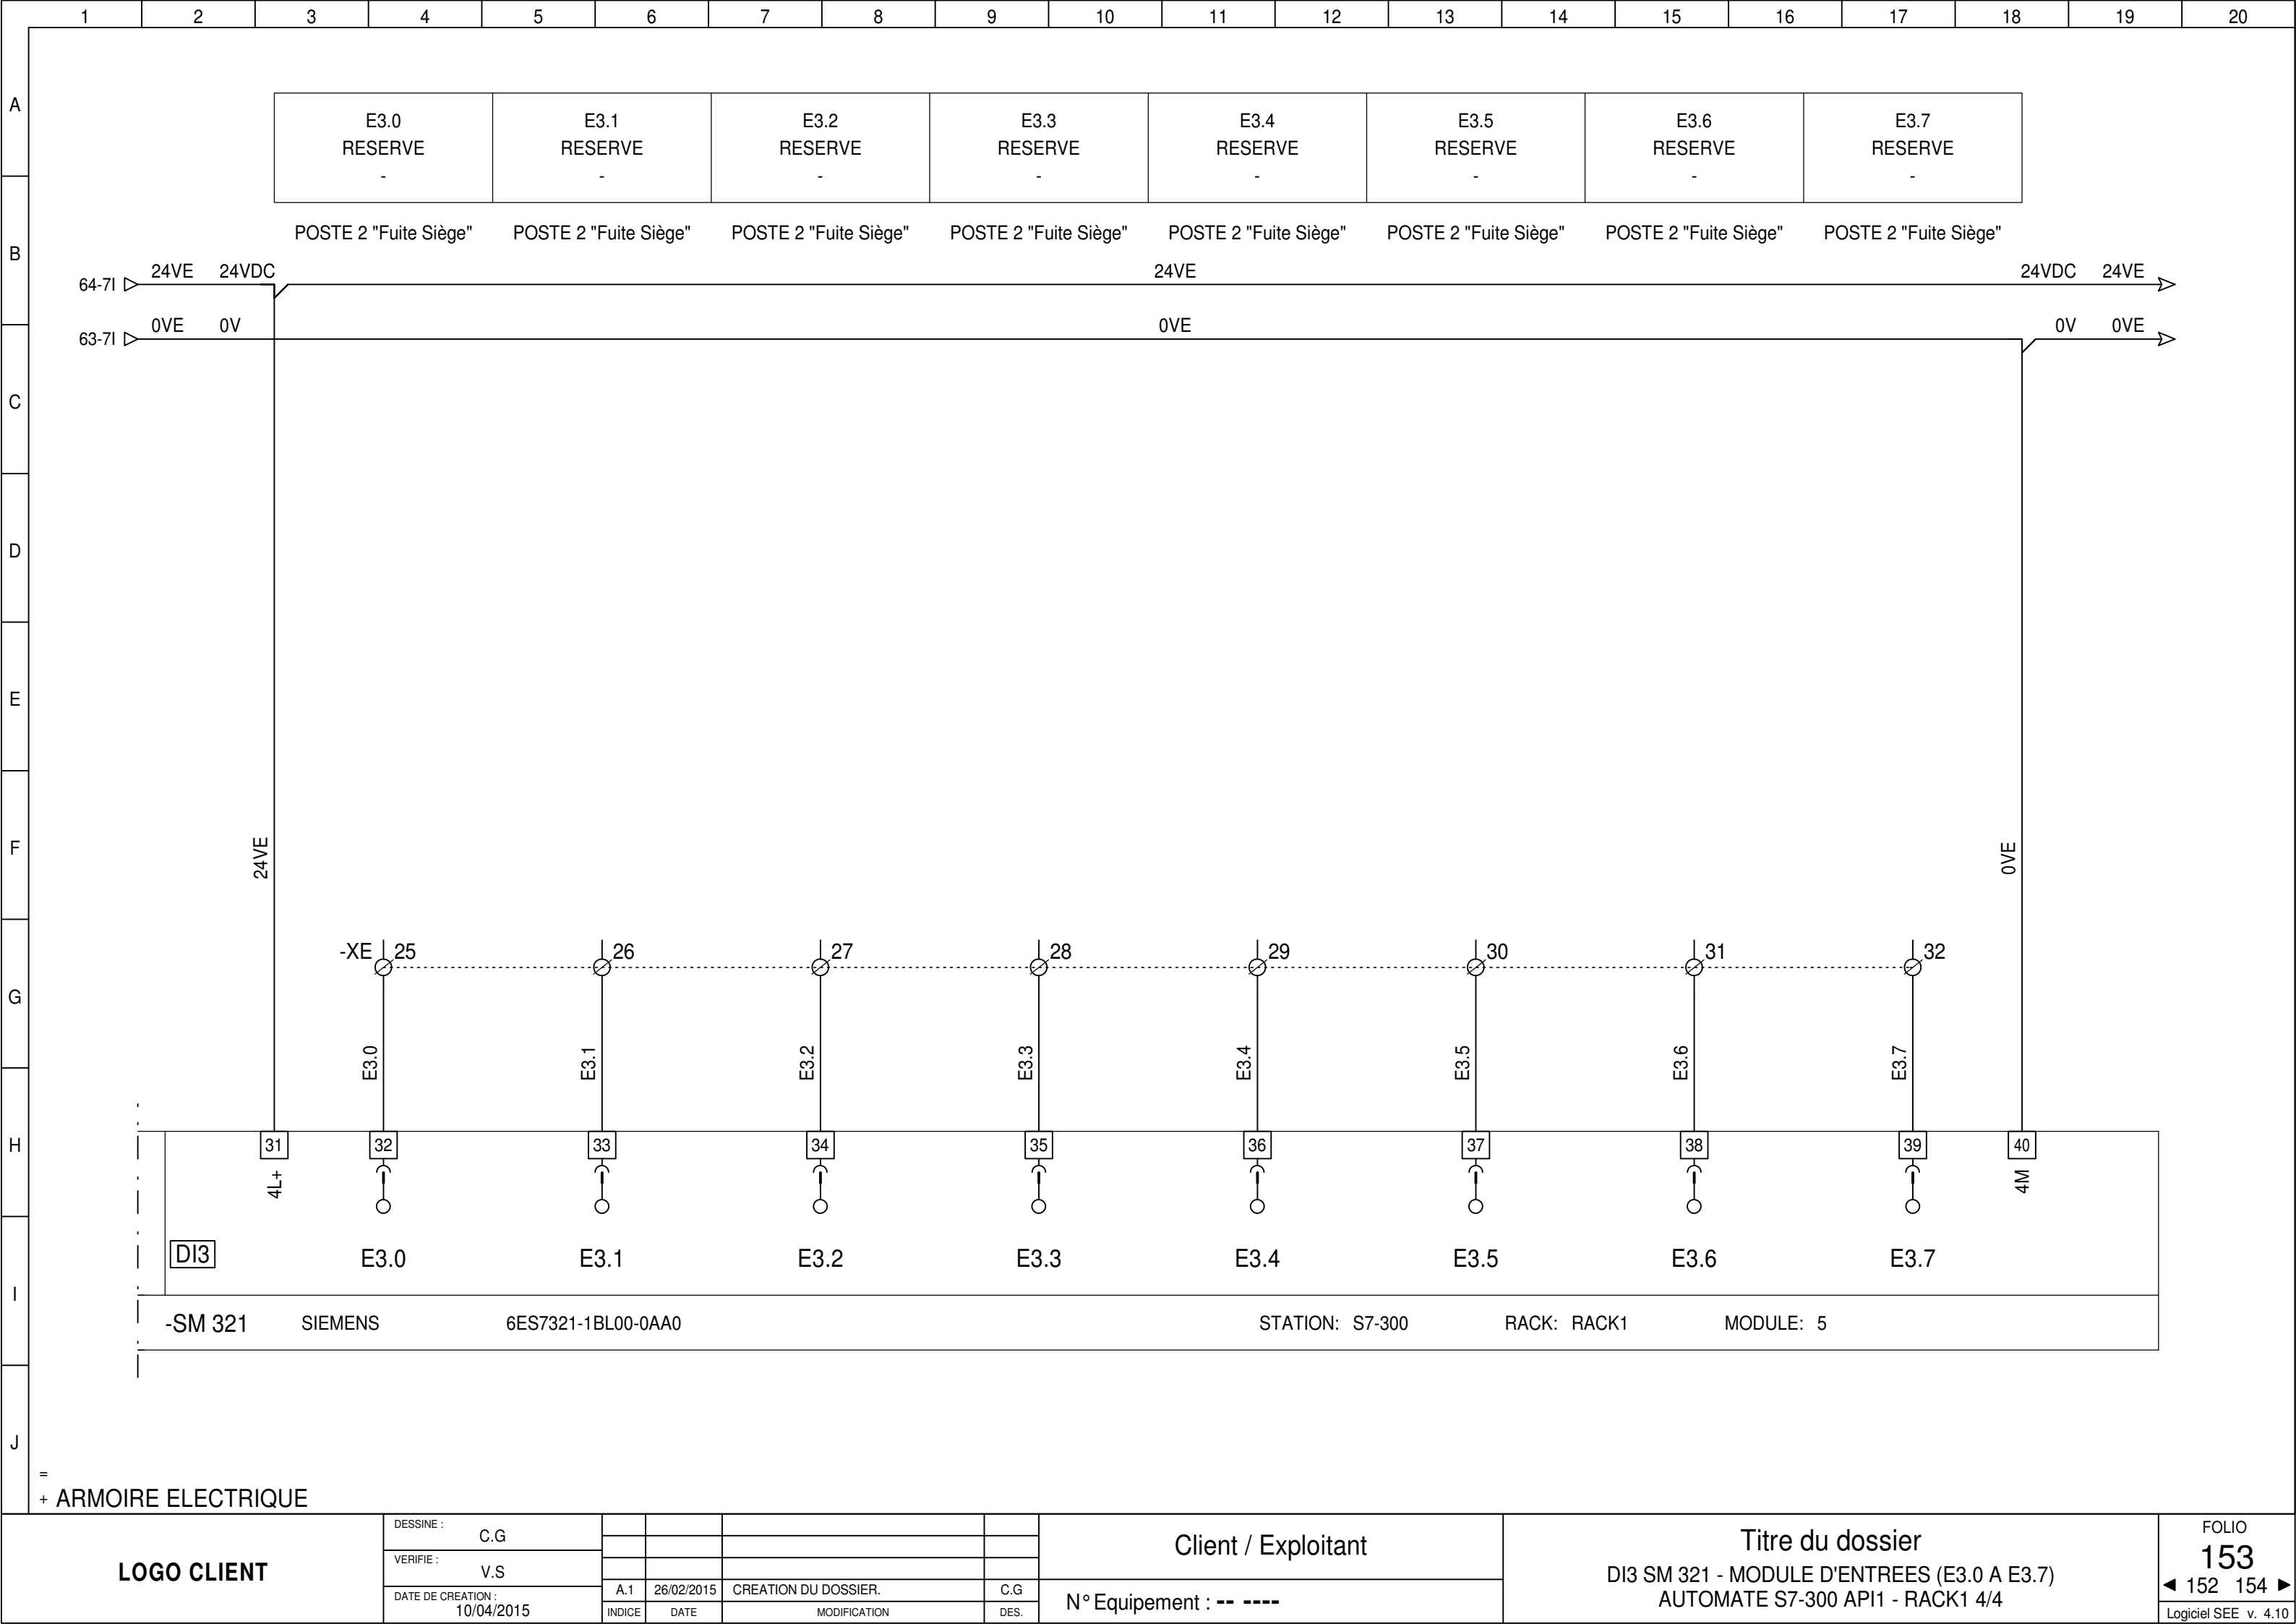 1 2 3 4 5 6 7 8 9 10 11 12 13 14 15 16 17 18 19 20
A
E3.0 E3.1 E3.2 E3.3 E3.4 E3.5 E3.6 E3.7
RESERVE RESERVE RESERVE RESERVE RESERVE RESERVE RESERVE RESERVE
- - - - - - - -
POSTE 2 "Fuite Siège" POSTE 2 "Fuite Siège" POSTE 2 "Fuite Siège" POSTE 2 "Fuite Siège" POSTE 2 "Fuite Siège" POSTE 2 "Fuite Siège" POSTE 2 "Fuite Siège" POSTE 2 "Fuite Siège"
B
24VE 24VDC 24VE 24VDC 24VE
64-7I
0VE 0V 0VE 0V 0VE
63-7I
C
D
E
F
24VE 0VE
-XE 25 26 27 28 29 30 31 32
G
E3.0 E3.1 E3.2 E3.3 E3.4 E3.5 E3.6 E3.7
H
31 32 33 34 35 36 37 38 39 40
4L+ 4M
DI3 E3.0 E3.1 E3.2 E3.3 E3.4 E3.5 E3.6 E3.7
I
-SM 321 SIEMENS 6ES7321-1BL00-0AA0 STATION: S7-300 RACK: RACK1 MODULE: 5
J
=
+ ARMOIRE ELECTRIQUE
LOGO CLIENT
DESSINE :
C.G
VERIFIE :
V.S
DATE DE CREATION :
10/04/2015
A.1 26/02/2015 CREATION DU DOSSIER. C.G
INDICE DATE MODIFICATION DES.
Client / Exploitant
N° Equipement : -- ----
Titre du dossier
DI3 SM 321 - MODULE D'ENTREES (E3.0 A E3.7)
AUTOMATE S7-300 API1 - RACK1 4/4
FOLIO
153
152 154
Logiciel SEE v. 4.10